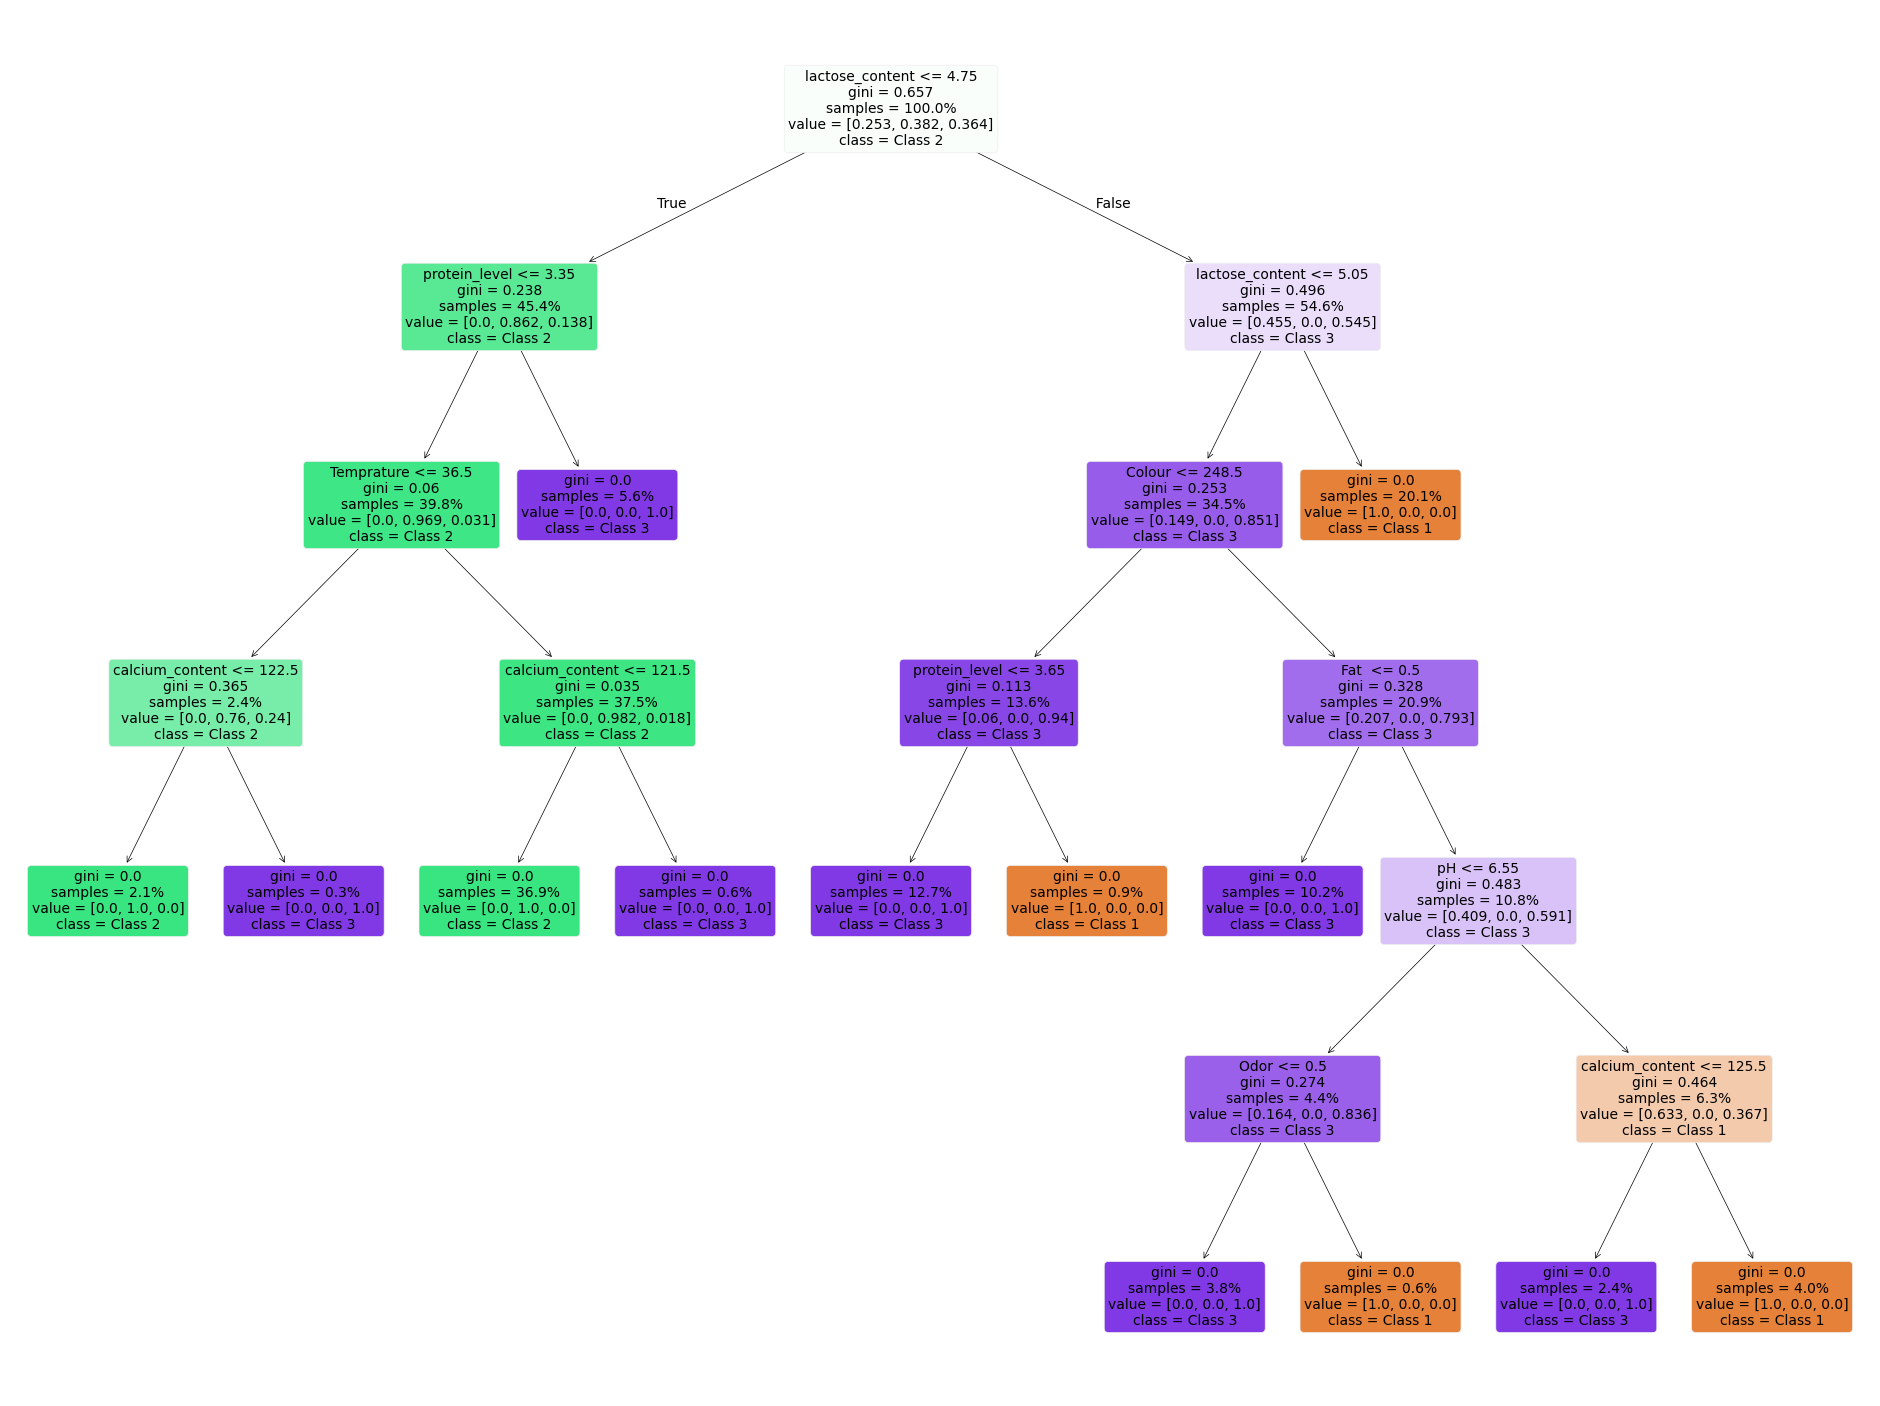 lactose_content <= 4.75
gini = 0.657
samples = 100.0%
value = [0.253, 0.382, 0.364]
class = Class 2
True
False
protein_level <= 3.35
gini = 0.238
samples = 45.4%
value = [0.0, 0.862, 0.138]
class = Class 2
lactose_content <= 5.05
gini = 0.496
samples = 54.6%
value = [0.455, 0.0, 0.545]
class = Class 3
Temprature <= 36.5
gini = 0.06
samples = 39.8%
value = [0.0, 0.969, 0.031]
class = Class 2
gini = 0.0
samples = 5.6%
value = [0.0, 0.0, 1.0]
class = Class 3
Colour <= 248.5
gini = 0.253
samples = 34.5%
value = [0.149, 0.0, 0.851]
class = Class 3
gini = 0.0
samples = 20.1%
value = [1.0, 0.0, 0.0]
class = Class 1
calcium_content <= 122.5
gini = 0.365
samples = 2.4%
value = [0.0, 0.76, 0.24]
class = Class 2
calcium_content <= 121.5
gini = 0.035
samples = 37.5%
value = [0.0, 0.982, 0.018]
class = Class 2
protein_level <= 3.65
gini = 0.113
samples = 13.6%
value = [0.06, 0.0, 0.94]
class = Class 3
Fat  <= 0.5
gini = 0.328
samples = 20.9%
value = [0.207, 0.0, 0.793]
class = Class 3
gini = 0.0
samples = 2.1%
value = [0.0, 1.0, 0.0]
class = Class 2
gini = 0.0
samples = 0.3%
value = [0.0, 0.0, 1.0]
class = Class 3
gini = 0.0
samples = 36.9%
value = [0.0, 1.0, 0.0]
class = Class 2
gini = 0.0
samples = 0.6%
value = [0.0, 0.0, 1.0]
class = Class 3
gini = 0.0
samples = 12.7%
value = [0.0, 0.0, 1.0]
class = Class 3
gini = 0.0
samples = 0.9%
value = [1.0, 0.0, 0.0]
class = Class 1
gini = 0.0
samples = 10.2%
value = [0.0, 0.0, 1.0]
class = Class 3
pH <= 6.55
gini = 0.483
samples = 10.8%
value = [0.409, 0.0, 0.591]
class = Class 3
Odor <= 0.5
gini = 0.274
samples = 4.4%
value = [0.164, 0.0, 0.836]
class = Class 3
calcium_content <= 125.5
gini = 0.464
samples = 6.3%
value = [0.633, 0.0, 0.367]
class = Class 1
gini = 0.0
samples = 3.8%
value = [0.0, 0.0, 1.0]
class = Class 3
gini = 0.0
samples = 0.6%
value = [1.0, 0.0, 0.0]
class = Class 1
gini = 0.0
samples = 2.4%
value = [0.0, 0.0, 1.0]
class = Class 3
gini = 0.0
samples = 4.0%
value = [1.0, 0.0, 0.0]
class = Class 1